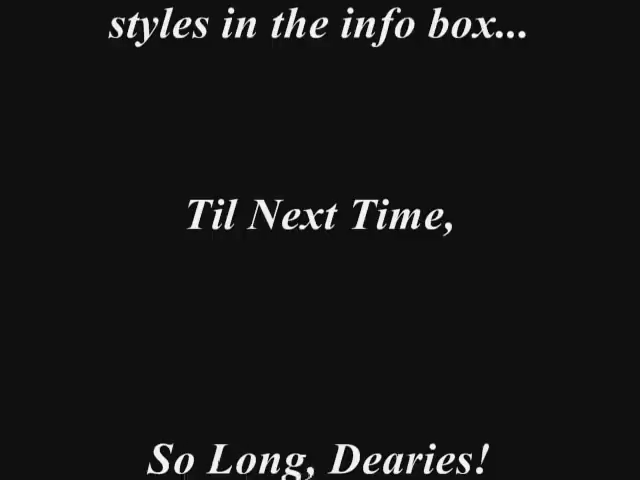 styles in the info box...
Til Next Time,
So Long, Dearies!